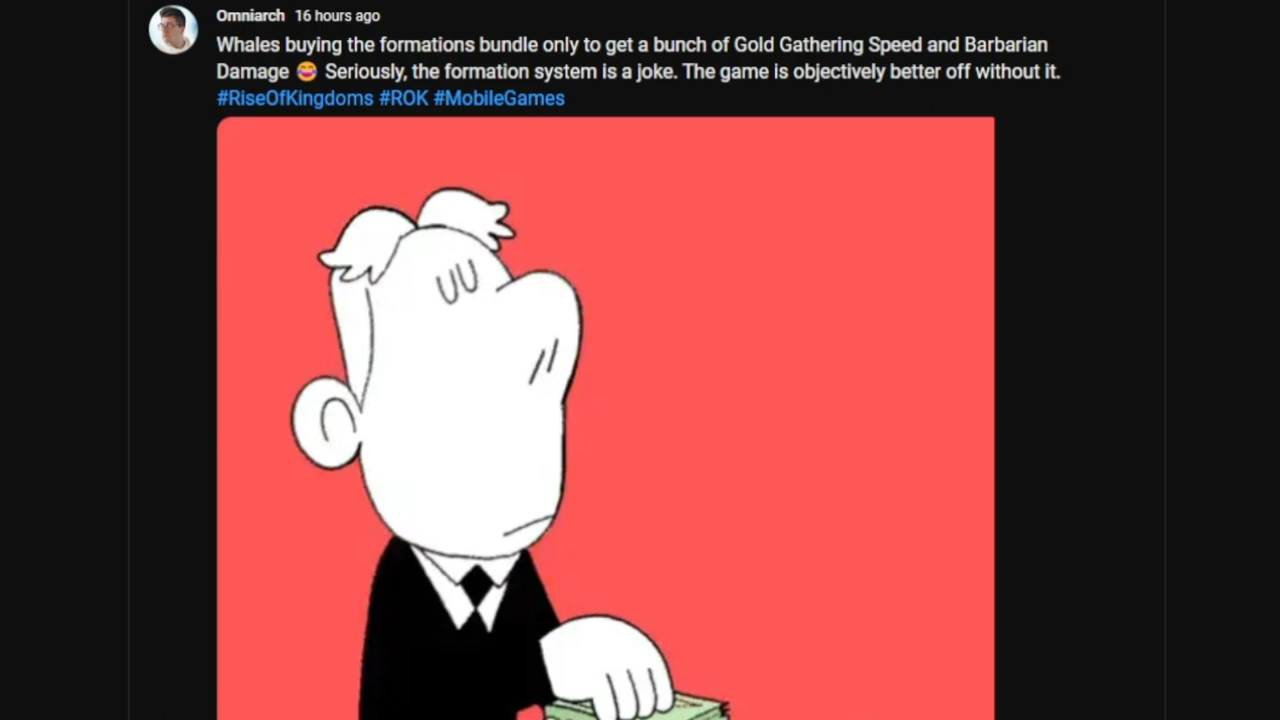 Omniarch 16 hours ago
Whales buying the formations bundle only to get a bunch of Gold Gathering Speed and Barbarian
Damage 😂 Seriously, the formation system is a joke. The game is objectively better off without it.
#RiseOfKingdoms #ROK #MobileGames